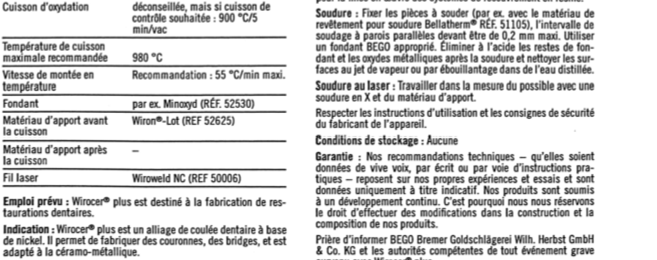 Cuisson d'oxydation déconseillée, mais si cuisson de
contrôle souhaitée : 900 °C/5
min/vac
Température de cuisson
maximale recommandée 980 °C
Vitesse de montée en Recommandation : 55 °C/min maxi.
température
Fondant par ex. Minoxyd (RÉF. 52530)
Matériau d'apport avant Wiron®-Lot (REF 52625)
la cuisson
Matériau d'apport après –
la cuisson
Fil laser Wiroweld NC (REF 50006)
Emploi prévu : Wirocer® plus est destiné à la fabrication de res-
taurations dentaires.
Indication : Wirocer® plus est un alliage de coulée dentaire à base
de nickel. Il permet de fabriquer des couronnes, des bridges, et est
adapté à la céramo-métallique.
Soudure : Fixer les pièces à souder (par ex. avec le matériau de
revêtement pour soudure Bellatherm® RÉF. 51105), l'intervalle de
soudage à parois parallèles devant être de 0,2 mm maxi. Utiliser
un fondant BEGO approprié. Éliminer à l'acide les restes de fon-
dant et les oxydes métalliques après la soudure et nettoyer les sur-
faces au jet de vapeur ou par ébouillantage dans de l'eau distillée.
Soudure au laser : Travailler dans la mesure du possible avec une
soudure en X et du matériau d'apport.
Respecter les instructions d'utilisation et les consignes de sécurité
du fabricant de l'appareil.
Conditions de stockage : Aucune
Garantie : Nos recommandations techniques – qu'elles soient
données de vive voix, par écrit ou par voie d'instructions pra-
tiques – reposent sur nos propres expériences et essais et sont
données uniquement à titre indicatif. Nos produits sont soumis
à un développement continu. C'est pourquoi nous nous réservons
le droit d'effectuer des modifications dans la construction et la
composition de nos produits.
Prière d'informer BEGO Bremer Goldschlägerei Wilh. Herbst GmbH
& Co. KG et les autorités compétentes de tout événement grave